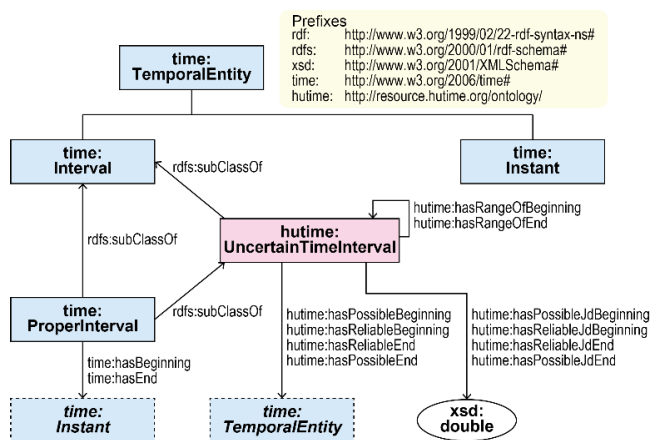 Prefixes
rdf: http://www.w3.org/1999/02/22-rdf-syntax-ns#
rdfs: http://www.w3.org/2000/01/rdf-schema#
xsd: http://www.w3.org/2001/XMLSchema#
time: http://www.w3.org/2006/time#
hutime: http://resource.hutime.org/ontology/
time:
TemporalEntity
time:
Interval
rdfs:subClassOf
time:
Instant
hutime:hasRangeOfBeginning
hutime:hasRangeOfEnd
hutime:
UncertainTimeInterval
rdfs:subClassOf
time:
ProperInterval
rdfs:subClassOf
hutime:hasPossibleBeginning
hutime:hasReliableBeginning
hutime:hasReliableEnd
hutime:hasPossibleEnd
hutime:hasPossibleJdBeginning
hutime:hasReliableJdBeginning
hutime:hasReliableJdEnd
hutime:hasPossibleJdEnd
time:hasBeginning
time:hasEnd
time:
Instant
time:
TemporalEntity
xsd:
double